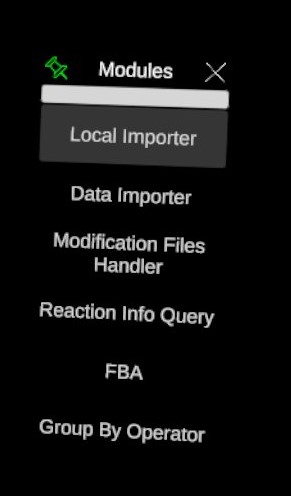 Modules
Local Importer
Data Importer
Modification Files
Handler
Reaction Info Query
FBA
Group By Operator